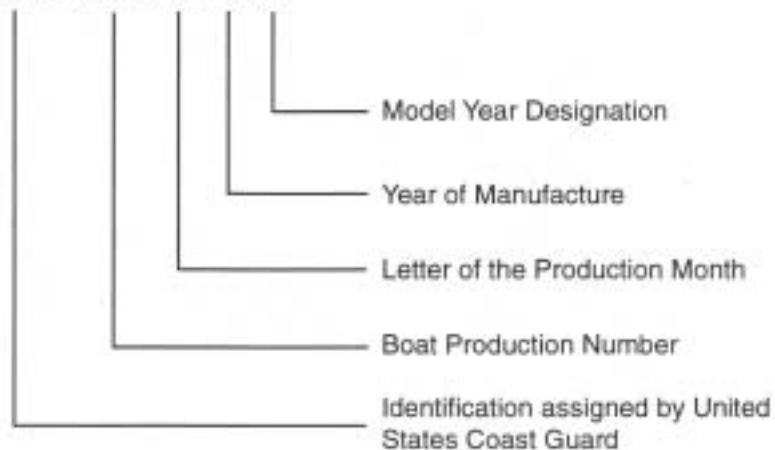 Model Year Designation
Year of Manufacture
Letter of the Production Month
Boat Production Number
Identification assigned by United
States Coast Guard